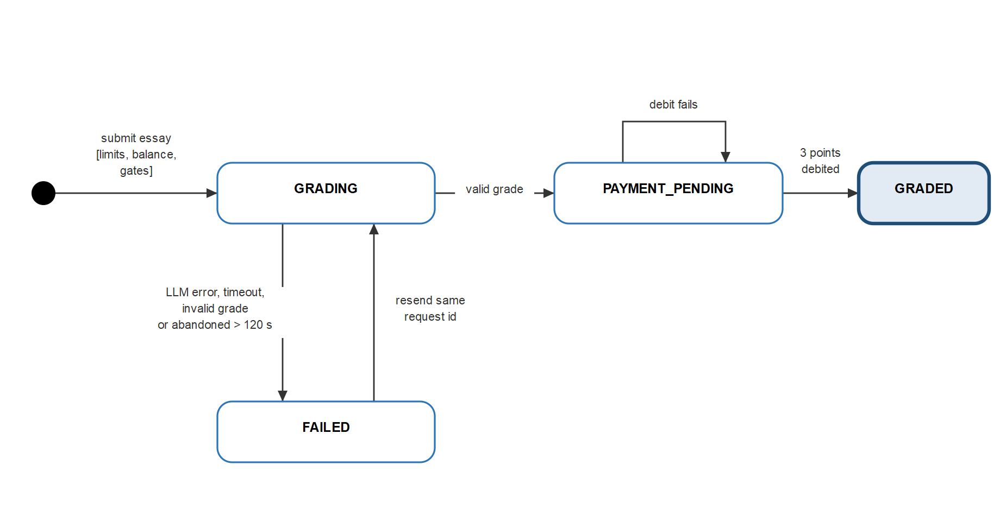 debit fails
submit essay
[limits, balance,
gates]
3 points
debited
GRADING
valid grade
PAYMENT_PENDING
GRADED
LLM error, timeout,
invalid grade
or abandoned > 120 s
resend same
request id
FAILED